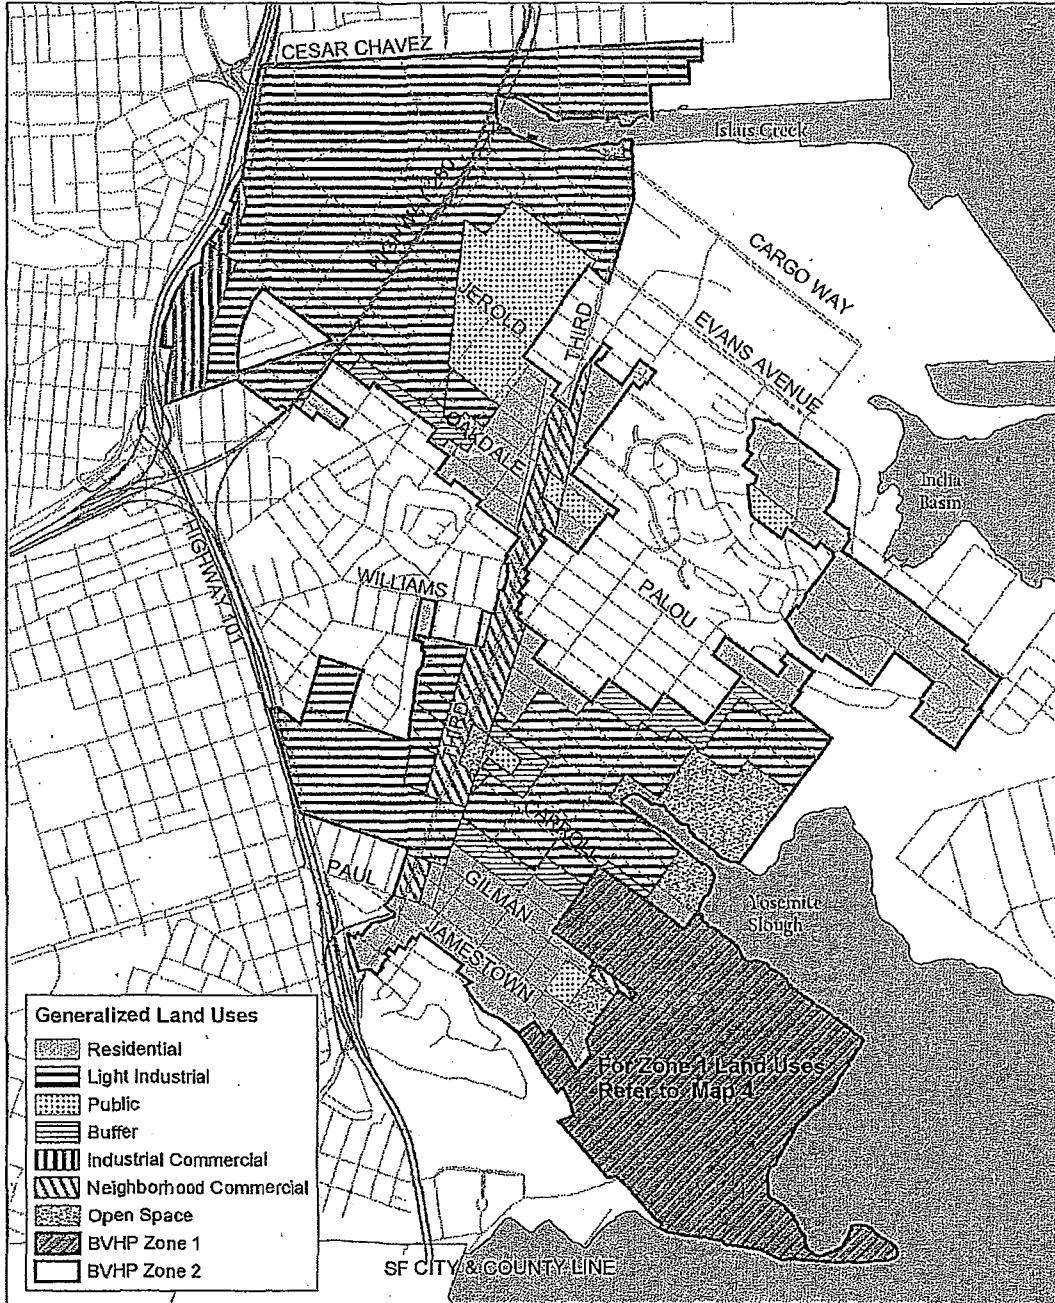 CESAR CHAVEZ
Islais Creek
HIGHWAY 280
CARGO WAY
JEROLD
THIRD
EVANS AVENUE
OAKDALE
India
Basin
HIGHWAY 101
WILLIAMS
PALOU
THIRD
CARROLL
PAUL
GILMAN
Yosemite
Slough
JAMESTOWN
For Zone 1 Land Uses
Refer to Map 4
Generalized Land Uses
Residential
Light Industrial
Public
Buffer
Industrial Commercial
Neighborhood Commercial
Open Space
BVHP Zone 1
BVHP Zone 2
SF CITY & COUNTY LINE